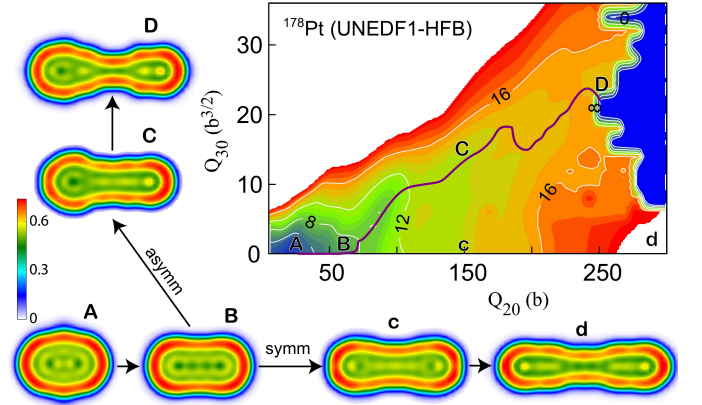 D
C
asymm
0.6
0.3
0
A
B
symm
c
d
178Pt (UNEDF1-HFB)
Q30 (b3/2)
30
20
10
0
0
16
D
8
C
16
12
8
A
B
c
d
50
150
250
Q20 (b)